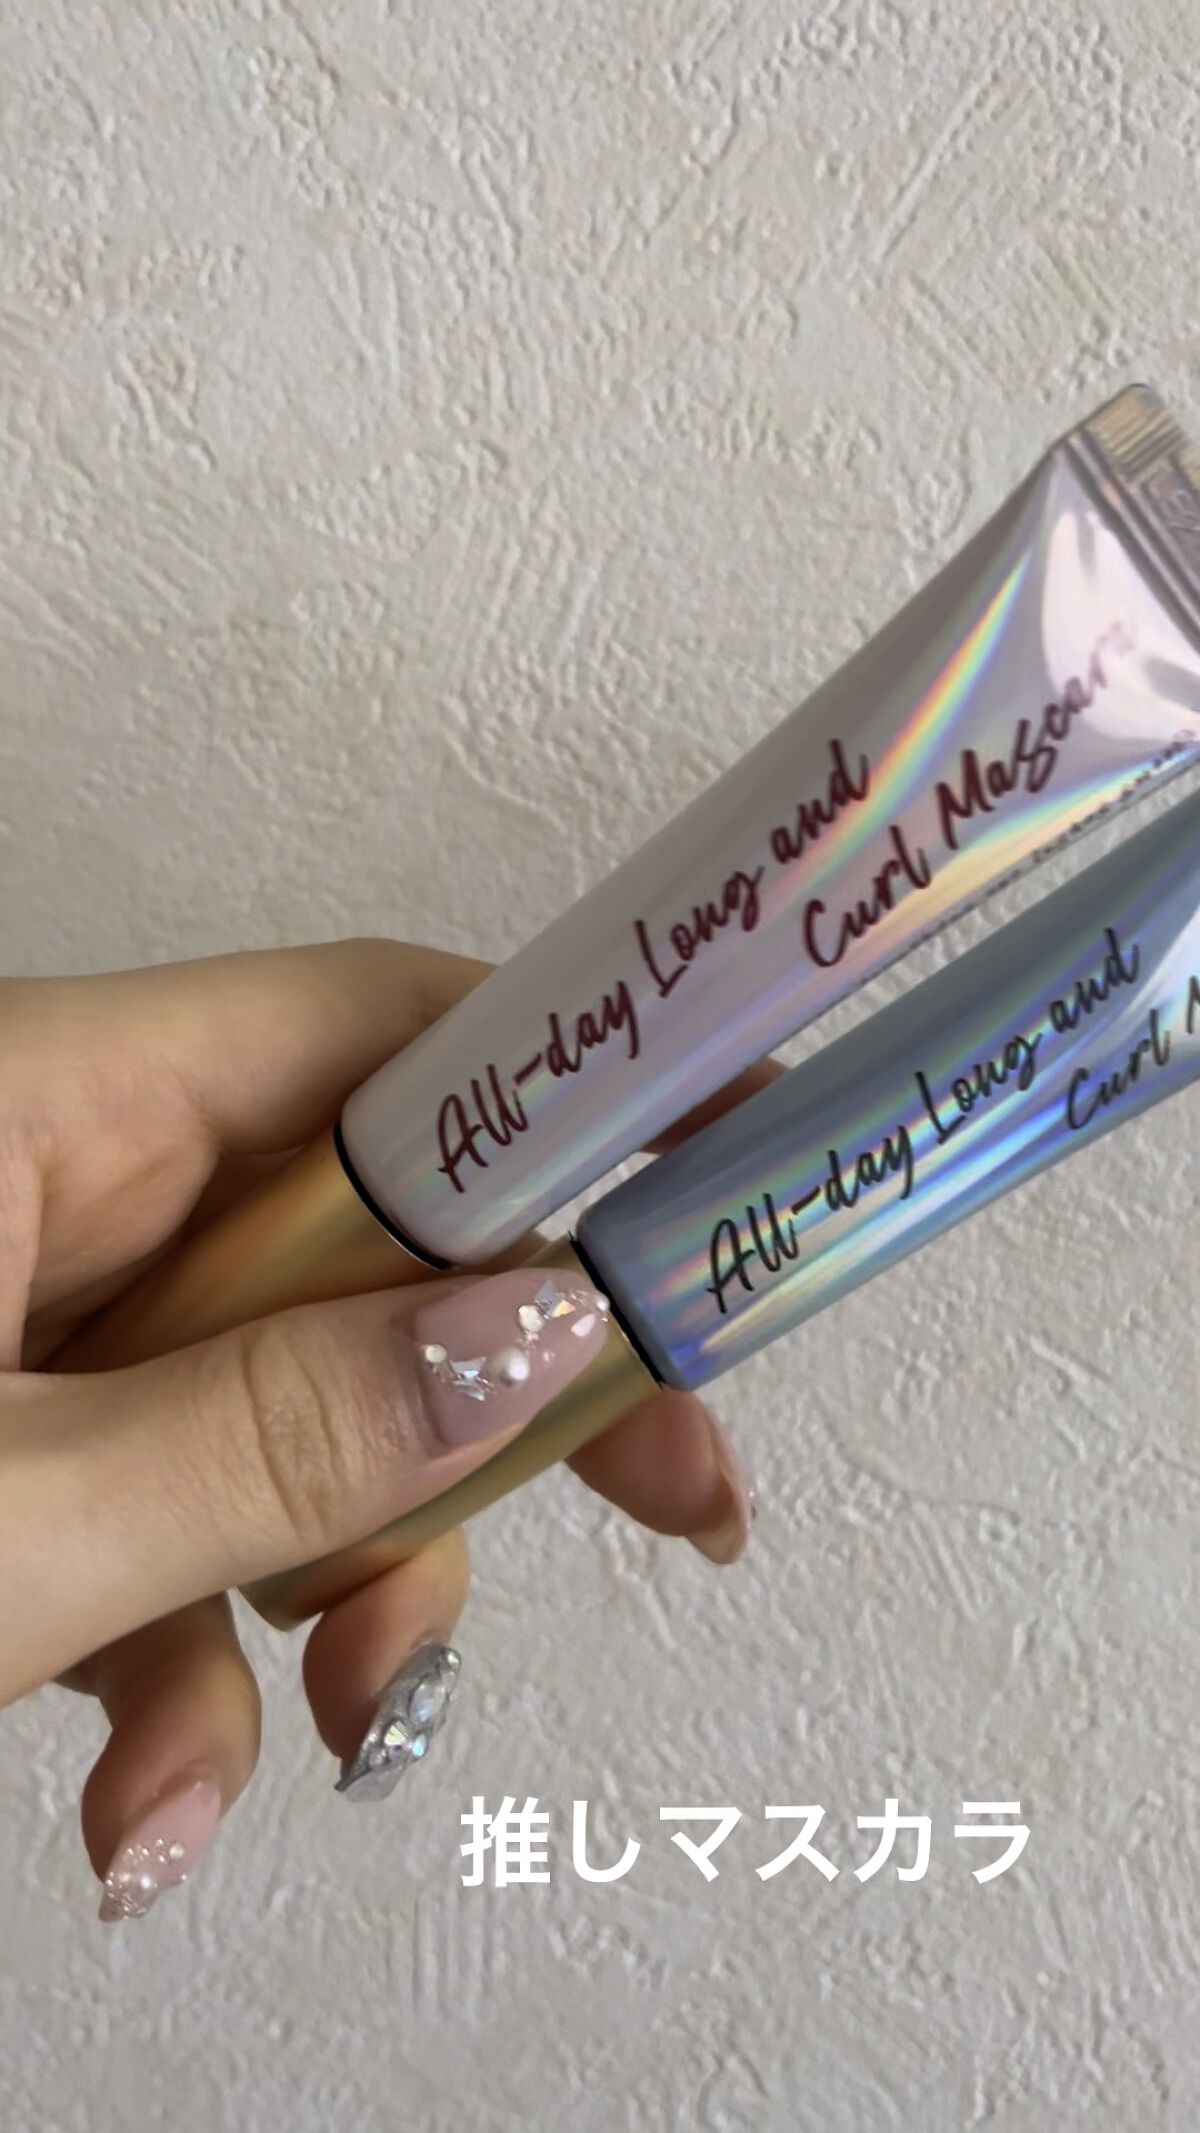 All-day Long and
Curl Mascara
All-day Long and
Curl
推しマスカラ